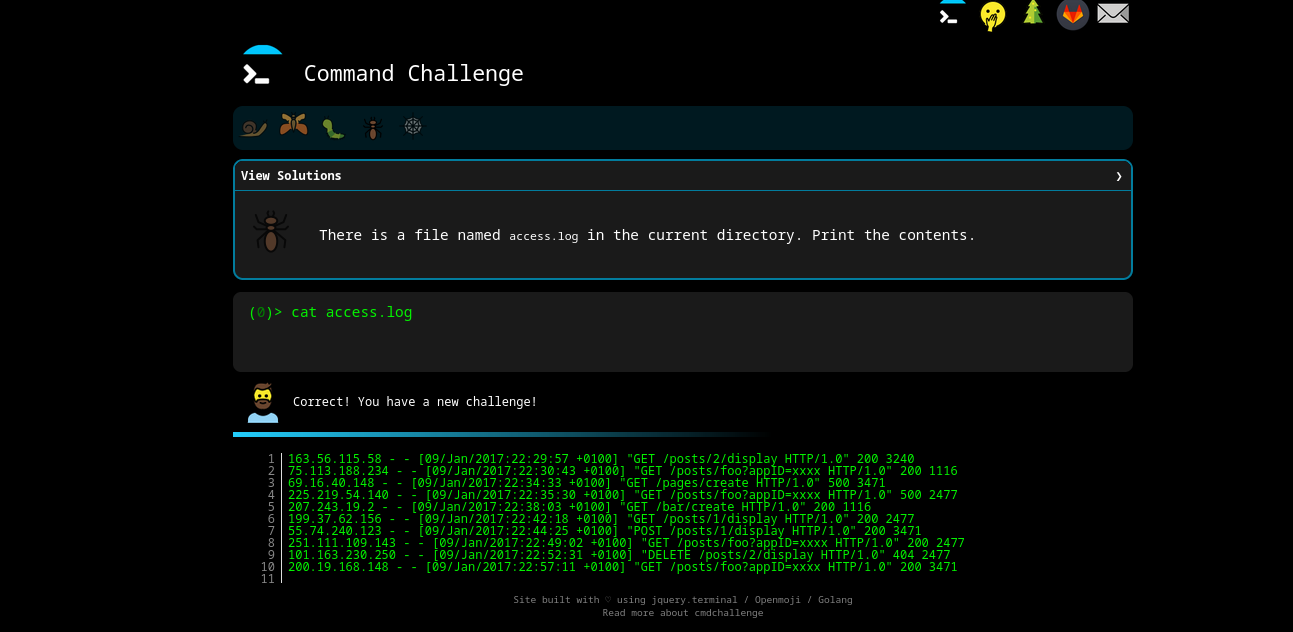 Command Challenge
View Solutions ❯
There is a file named access.log in the current directory. Print the contents.
(0)> cat access.log
Correct! You have a new challenge!
1 163.56.115.58 - - [09/Jan/2017:22:29:57 +0100] "GET /posts/2/display HTTP/1.0" 200 3240
2 75.113.188.234 - - [09/Jan/2017:22:30:43 +0100] "GET /posts/foo?appID=xxxx HTTP/1.0" 200 1116
3 69.16.40.148 - - [09/Jan/2017:22:34:33 +0100] "GET /pages/create HTTP/1.0" 500 3471
4 225.219.54.140 - - [09/Jan/2017:22:35:30 +0100] "GET /posts/foo?appID=xxxx HTTP/1.0" 500 2477
5 207.243.19.2 - - [09/Jan/2017:22:38:03 +0100] "GET /bar/create HTTP/1.0" 200 1116
6 199.37.62.156 - - [09/Jan/2017:22:42:18 +0100] "GET /posts/1/display HTTP/1.0" 200 2477
7 55.74.240.123 - - [09/Jan/2017:22:44:25 +0100] "POST /posts/1/display HTTP/1.0" 200 3471
8 251.111.109.143 - - [09/Jan/2017:22:49:02 +0100] "GET /posts/foo?appID=xxxx HTTP/1.0" 200 2477
9 101.163.230.250 - - [09/Jan/2017:22:52:31 +0100] "DELETE /posts/2/display HTTP/1.0" 404 2477
10 200.19.168.148 - - [09/Jan/2017:22:57:11 +0100] "GET /posts/foo?appID=xxxx HTTP/1.0" 200 3471
11
Site built with ♡ using jquery.terminal / Openmoji / Golang
Read more about cmdchallenge